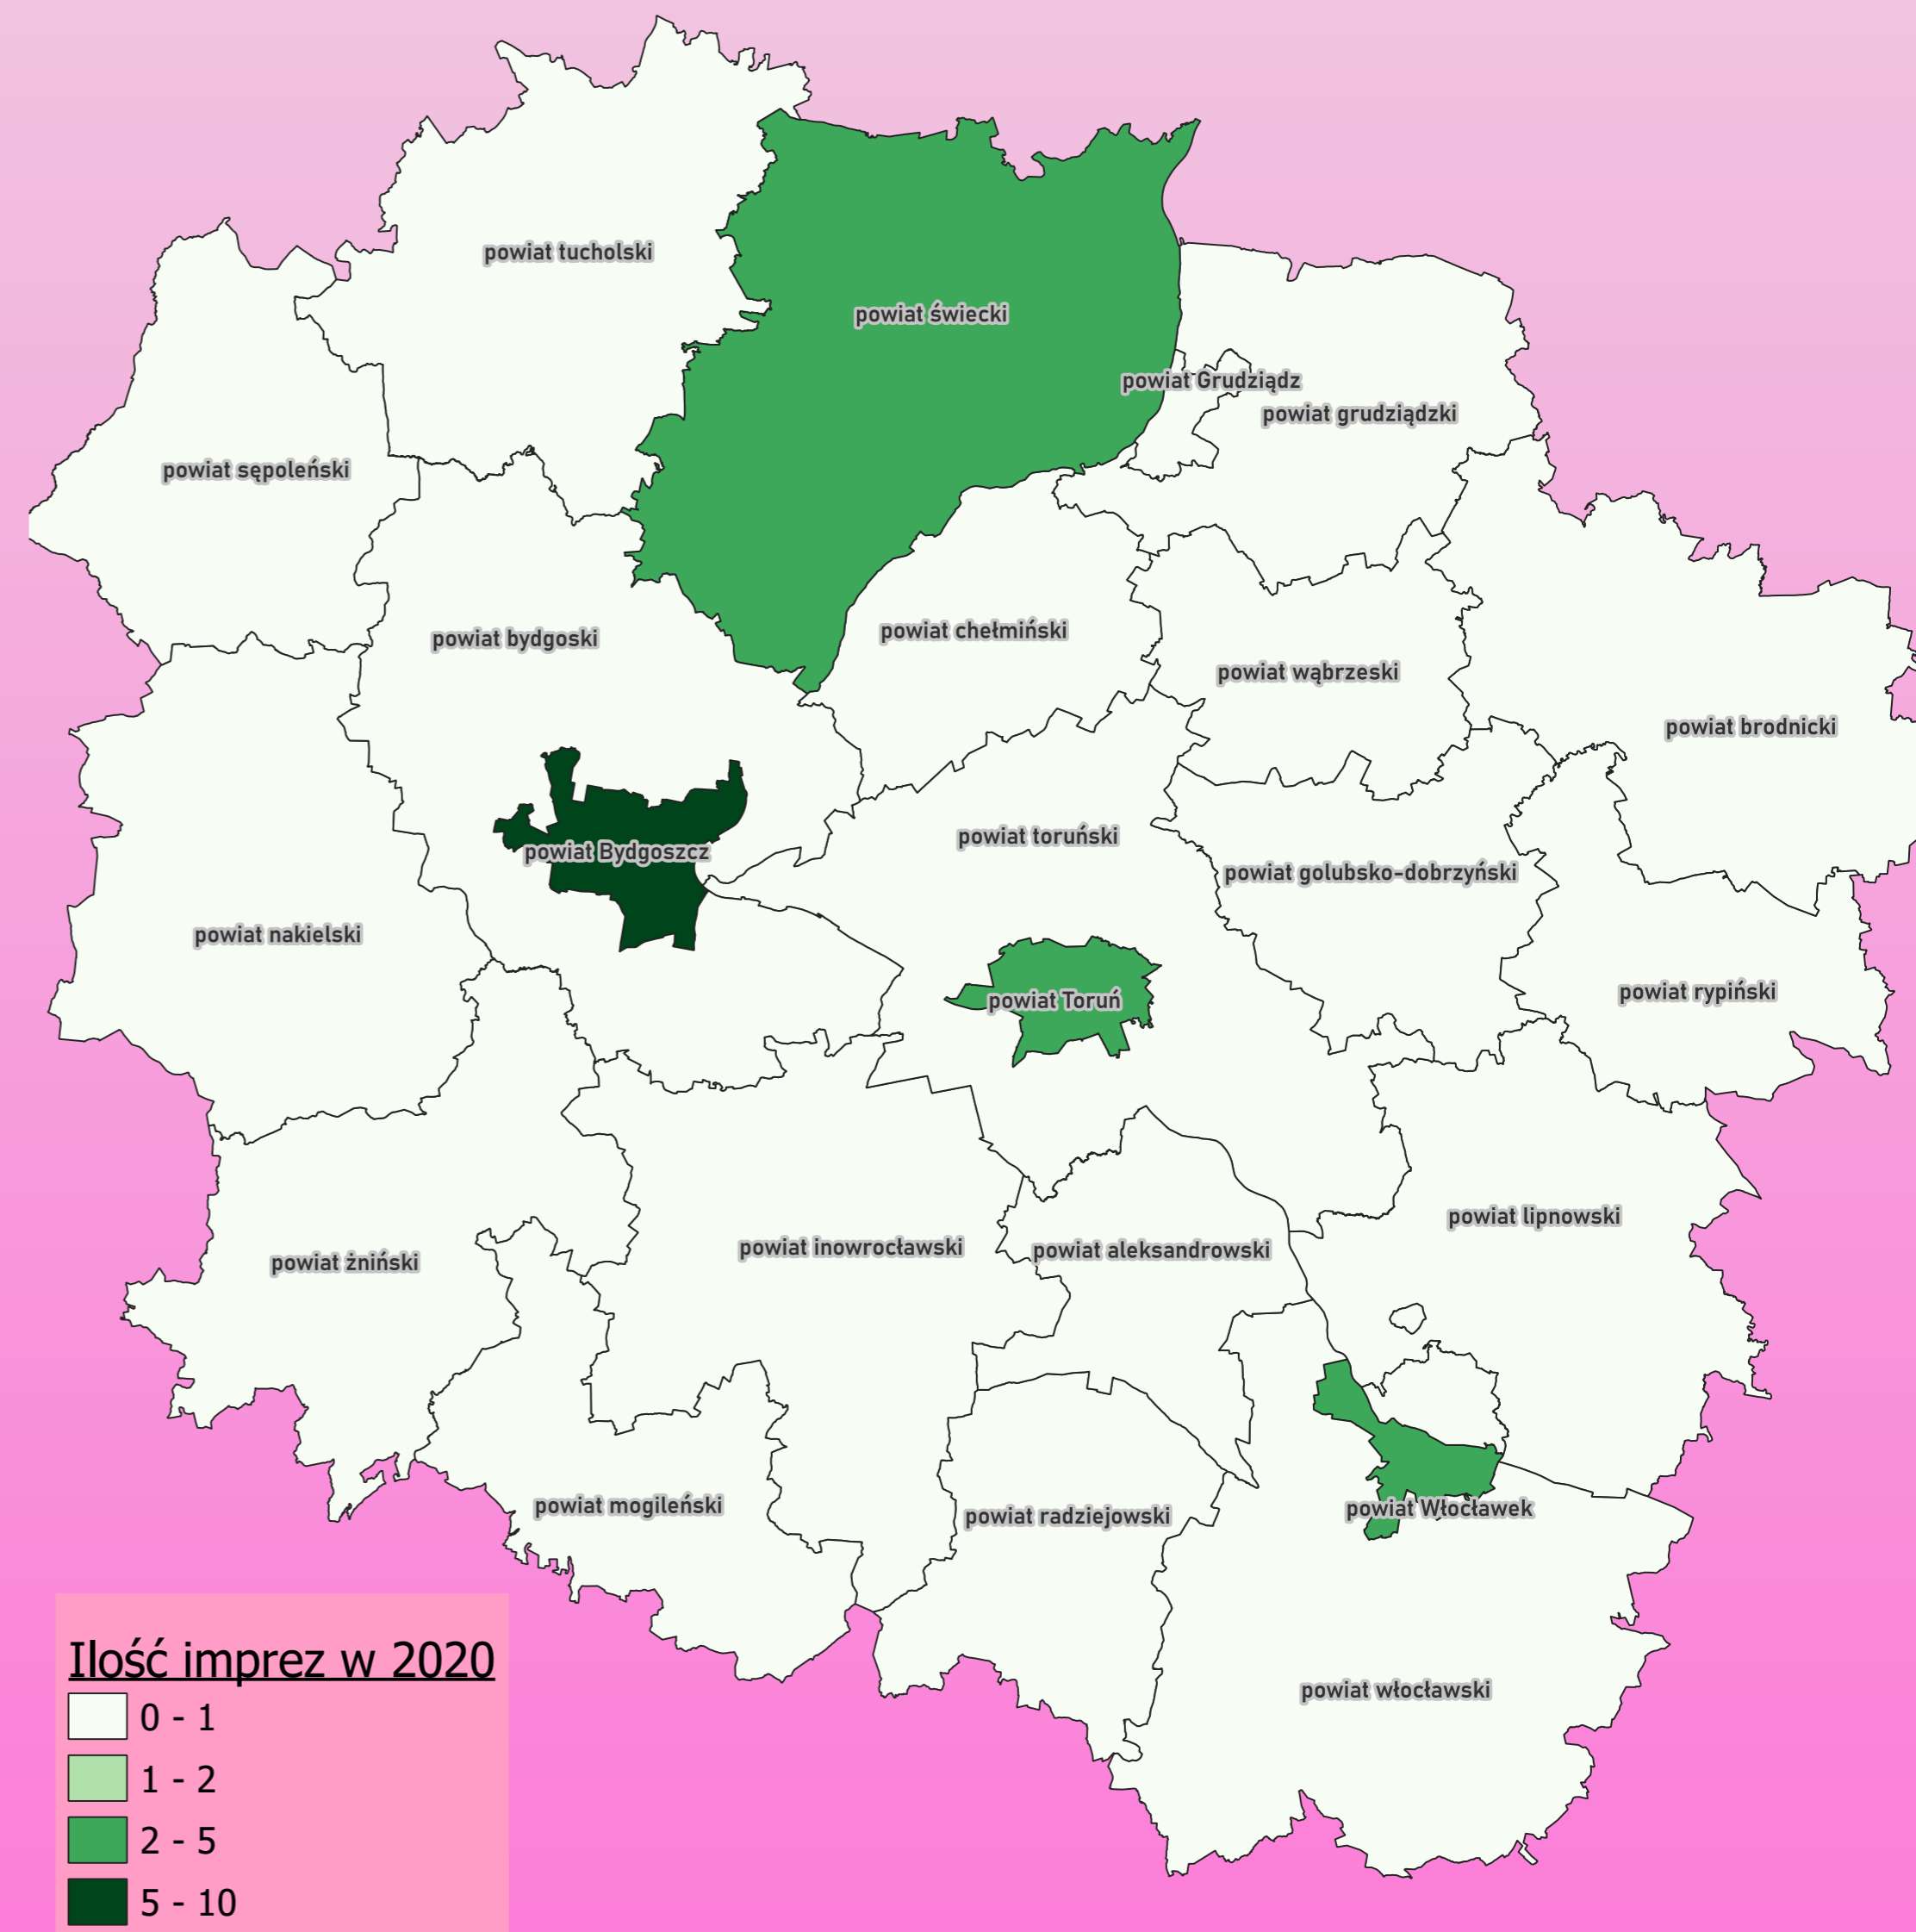 powiat tucholski
powiat świecki
powiat Grudziądz
powiat grudziądzki
powiat sępoleński
powiat bydgoski
powiat chełmiński
powiat wąbrzeski
powiat brodnicki
powiat toruński
powiat Bydgoszcz
powiat golubsko-dobrzyński
powiat nakielski
powiat rypiński
powiat Toruń
powiat lipnowski
powiat inowrocławski
powiat aleksandrowski
powiat żniński
powiat mogileński
powiat Włocławek
powiat radziejowski
powiat włocławski
Ilość imprez w 2020
0 - 1
1 - 2
2 - 5
5 - 10